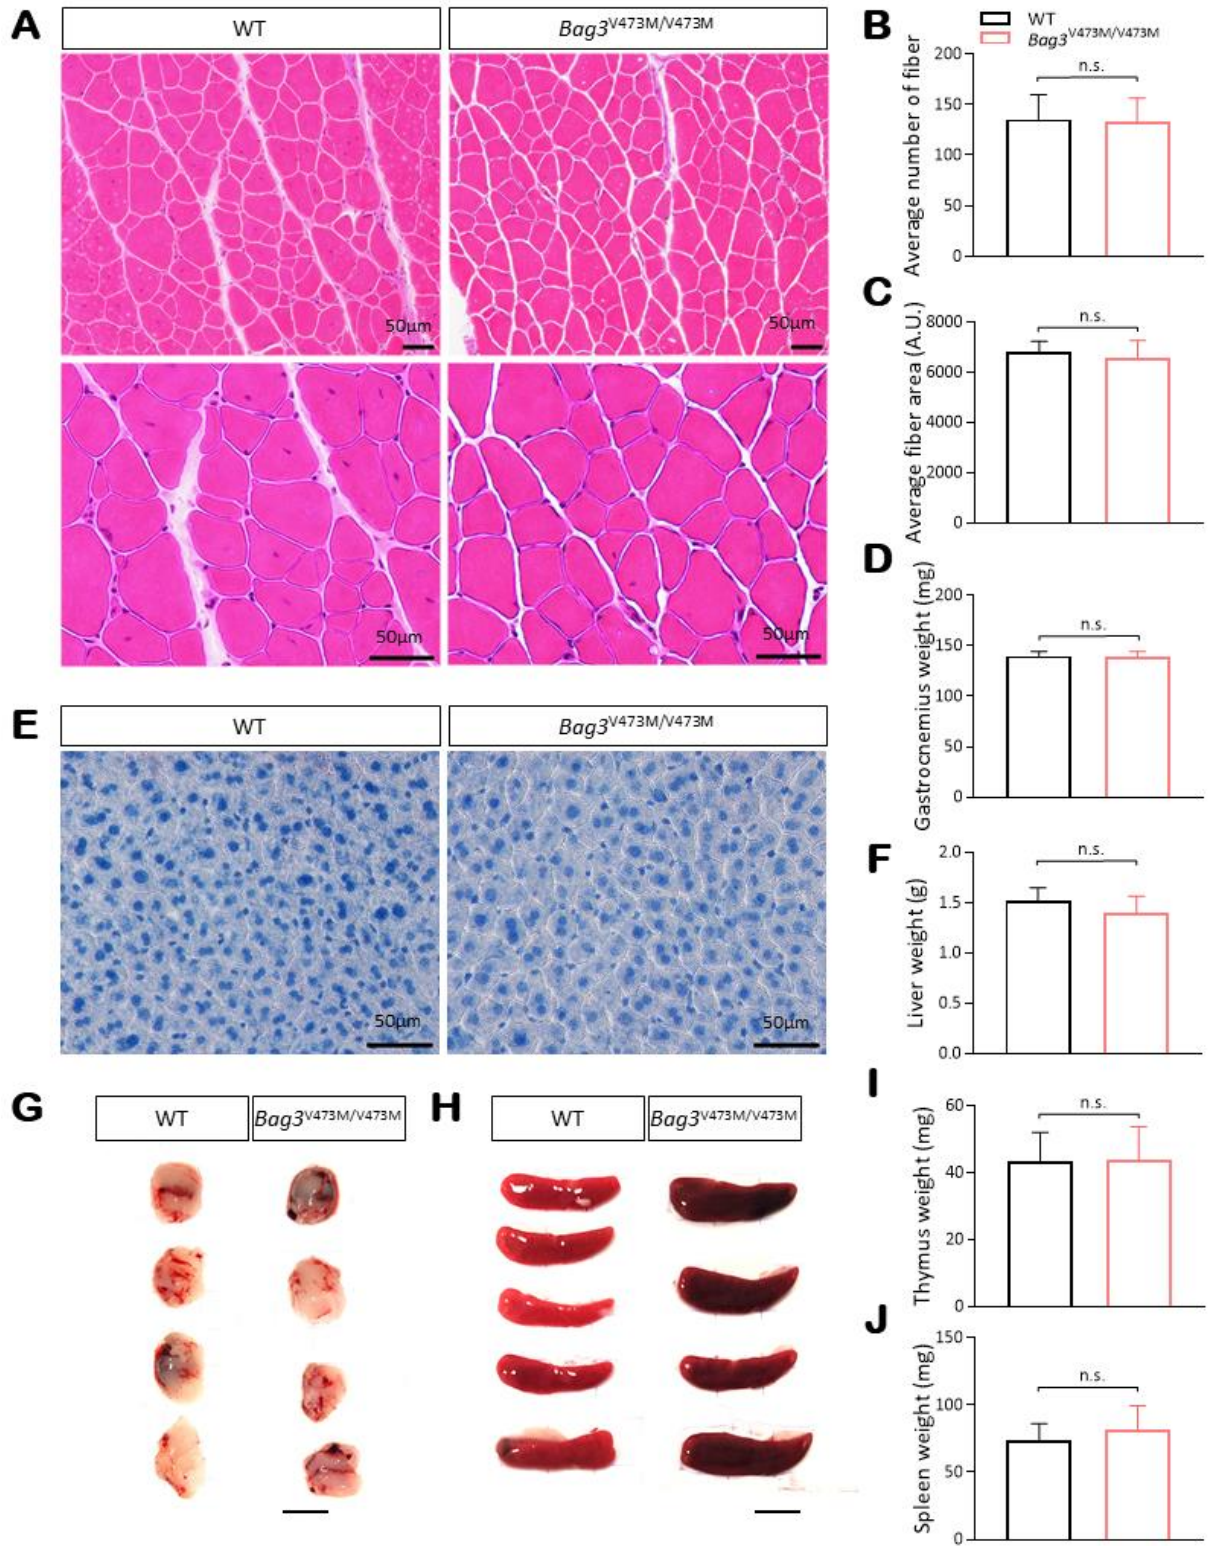 A
WT
Bag3V473M/V473M
50µm
50µm
50µm
50µm
B
WT
Bag3V473M/V473M
Average number of fiber
200
150
100
50
0
n.s.
C
Average fiber area (A.U.)
8000
6000
4000
2000
0
n.s.
D
Gastrocnemius weight (mg)
200
150
100
50
0
n.s.
E
WT
Bag3V473M/V473M
50µm
50µm
F
Liver weight (g)
2.0
1.5
1.0
0.5
0.0
n.s.
G
WT
Bag3V473M/V473M
H
WT
Bag3V473M/V473M
I
Thymus weight (mg)
60
40
20
0
n.s.
J
Spleen weight (mg)
150
100
50
0
n.s.